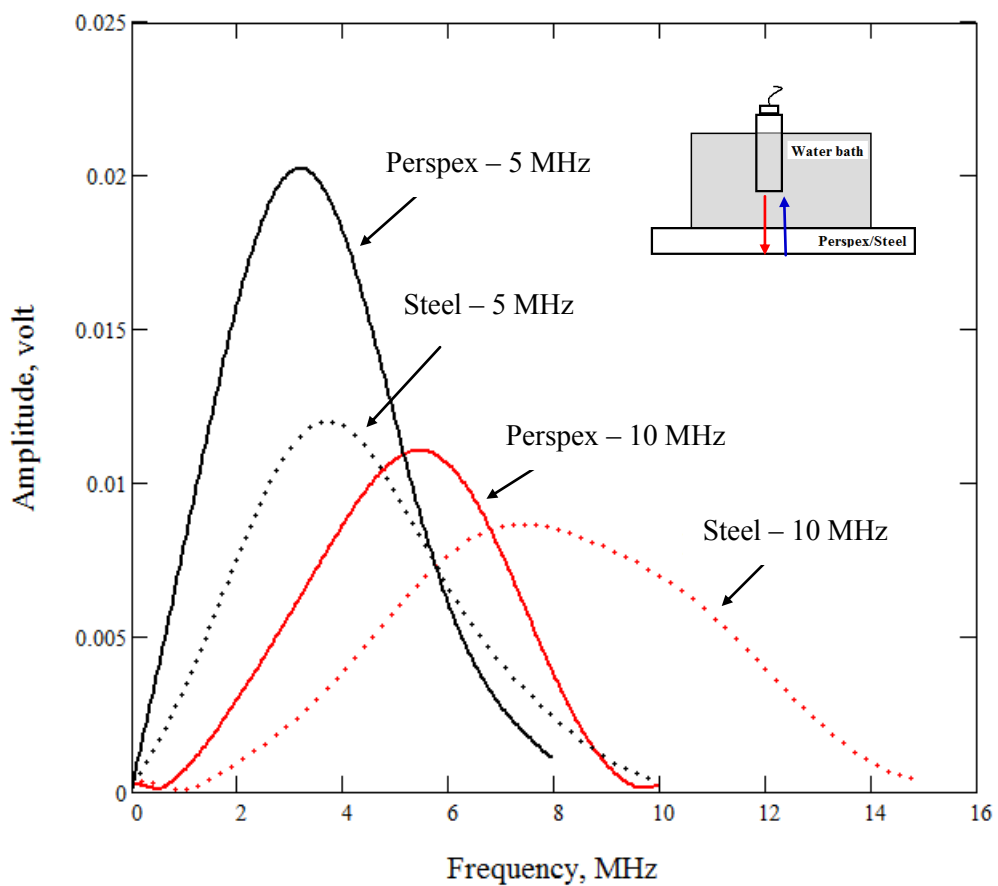 0.025
0.02
0.015
0.01
0.005
0
0
2
4
6
8
10
12
14
16
Amplitude, volt
Frequency, MHz
Perspex – 5 MHz
Steel – 5 MHz
Perspex – 10 MHz
Steel – 10 MHz
Water bath
Perspex/Steel